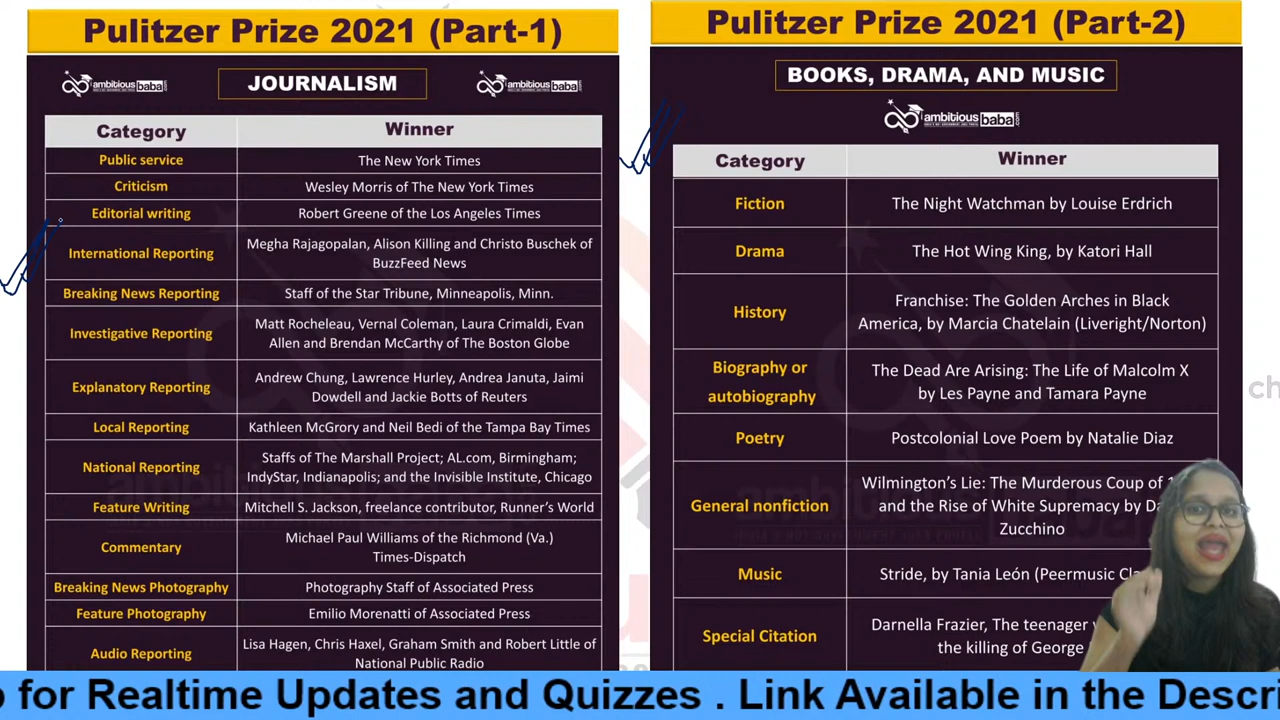 Pulitzer Prize 2021 (Part-1)
ambitious baba .com
JOURNALISM
ambitious baba .com
Category Winner
Public service The New York Times
Criticism Wesley Morris of The New York Times
Editorial writing Robert Greene of the Los Angeles Times
International Reporting Megha Rajagopalan, Alison Killing and Christo Buschek of
BuzzFeed News
Breaking News Reporting Staff of the Star Tribune, Minneapolis, Minn.
Investigative Reporting Matt Rocheleau, Vernal Coleman, Laura Crimaldi, Evan
Allen and Brendan McCarthy of The Boston Globe
Explanatory Reporting Andrew Chung, Lawrence Hurley, Andrea Januta, Jaimi
Dowdell and Jackie Botts of Reuters
Local Reporting Kathleen McGrory and Neil Bedi of the Tampa Bay Times
National Reporting Staffs of The Marshall Project; AL.com, Birmingham;
IndyStar, Indianapolis; and the Invisible Institute, Chicago
Feature Writing Mitchell S. Jackson, freelance contributor, Runner's World
Commentary Michael Paul Williams of the Richmond (Va.)
Times-Dispatch
Breaking News Photography Photography Staff of Associated Press
Feature Photography Emilio Morenatti of Associated Press
Audio Reporting Lisa Hagen, Chris Haxel, Graham Smith and Robert Little of
National Public Radio
Pulitzer Prize 2021 (Part-2)
BOOKS, DRAMA, AND MUSIC
ambitious baba .com
Category Winner
Fiction The Night Watchman by Louise Erdrich
Drama The Hot Wing King, by Katori Hall
History Franchise: The Golden Arches in Black
America, by Marcia Chatelain (Liveright/Norton)
Biography or
autobiography
The Dead Are Arising: The Life of Malcolm X
by Les Payne and Tamara Payne
Poetry Postcolonial Love Poem by Natalie Diaz
General nonfiction Wilmington's Lie: The Murderous Coup of
and the Rise of White Supremacy by
Zucchino
Music Stride, by Tania León (Peermusic
Special Citation Darnella Frazier, The teenager
the killing of George
for Realtime Updates and Quizzes . Link Available in the